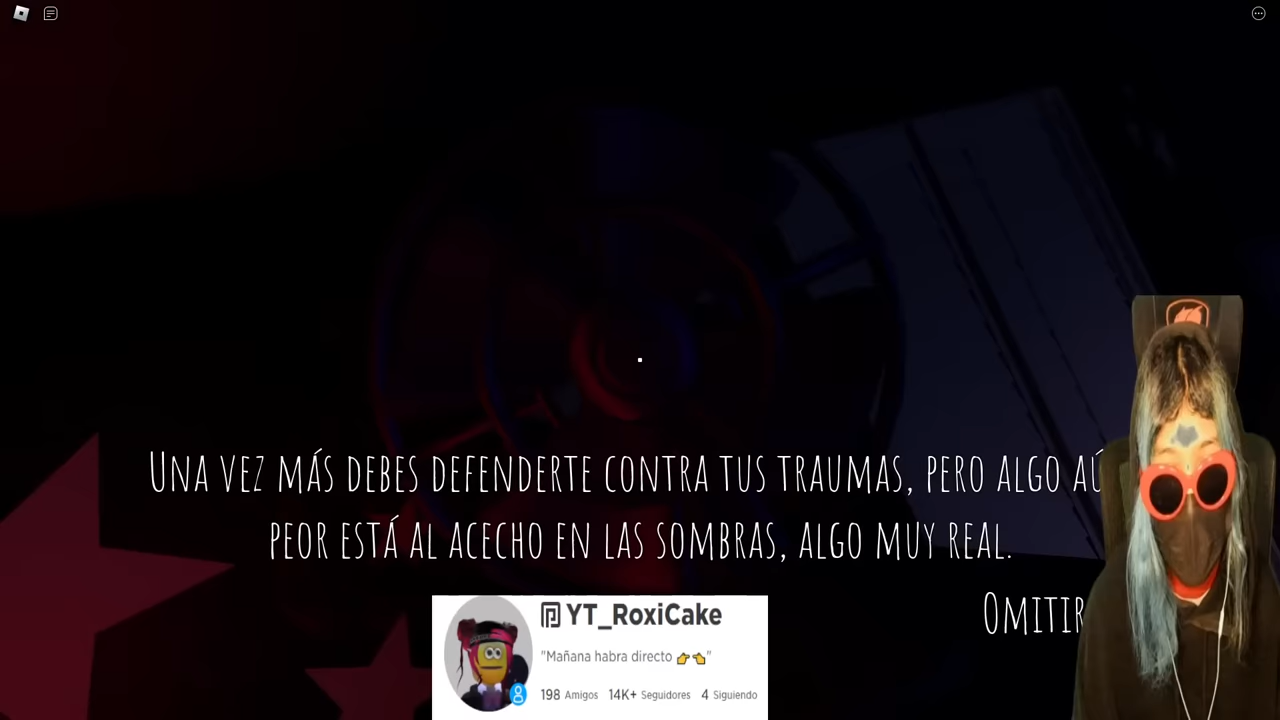 Una vez más debes defenderte contra tus traumas, pero algo aú
peor está al acecho en las sombras, algo muy real.
Omitir
YT_RoxiCake
"Mañana habra directo 👉👈"
198 Amigos 14K+ Seguidores 4 Siguiendo